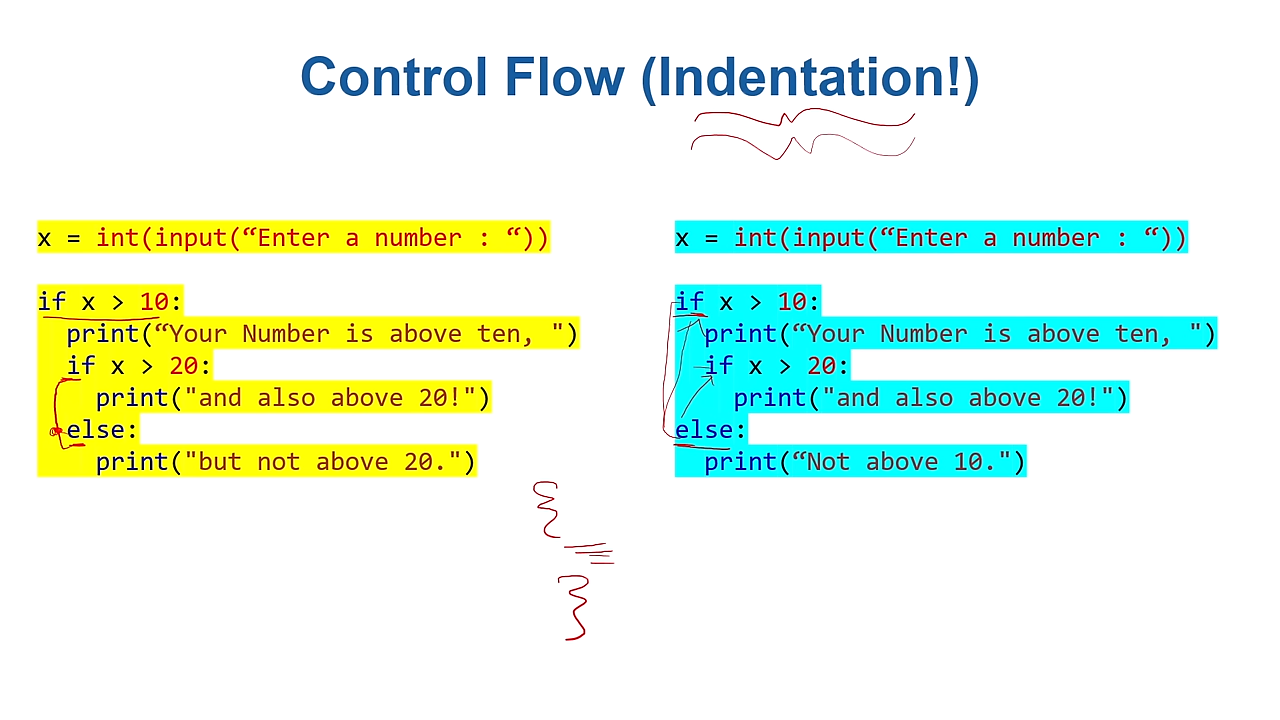 Control Flow (Indentation!)
x = int(input(“Enter a number : “))
if x > 10:
  print(“Your Number is above ten, ")
  if x > 20:
    print("and also above 20!")
  else:
    print("but not above 20.")
x = int(input(“Enter a number : “))
if x > 10:
  print(“Your Number is above ten, ")
  if x > 20:
    print("and also above 20!")
else:
  print(“Not above 10.")